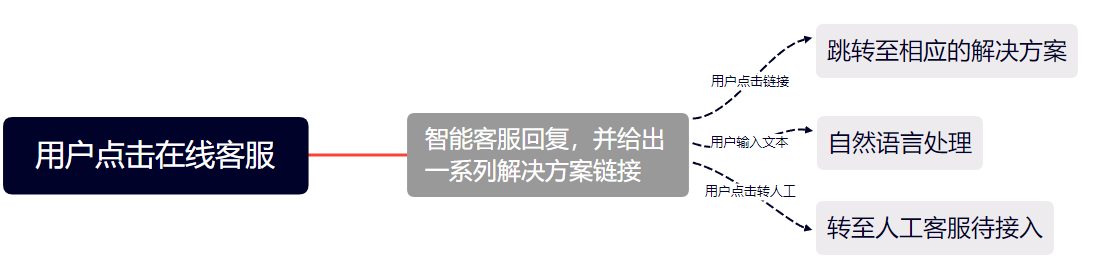 用户点击在线客服
智能客服回复，并给出
一系列解决方案链接
用户点击链接
跳转至相应的解决方案
用户输入文本
自然语言处理
用户点击转人工
转至人工客服待接入